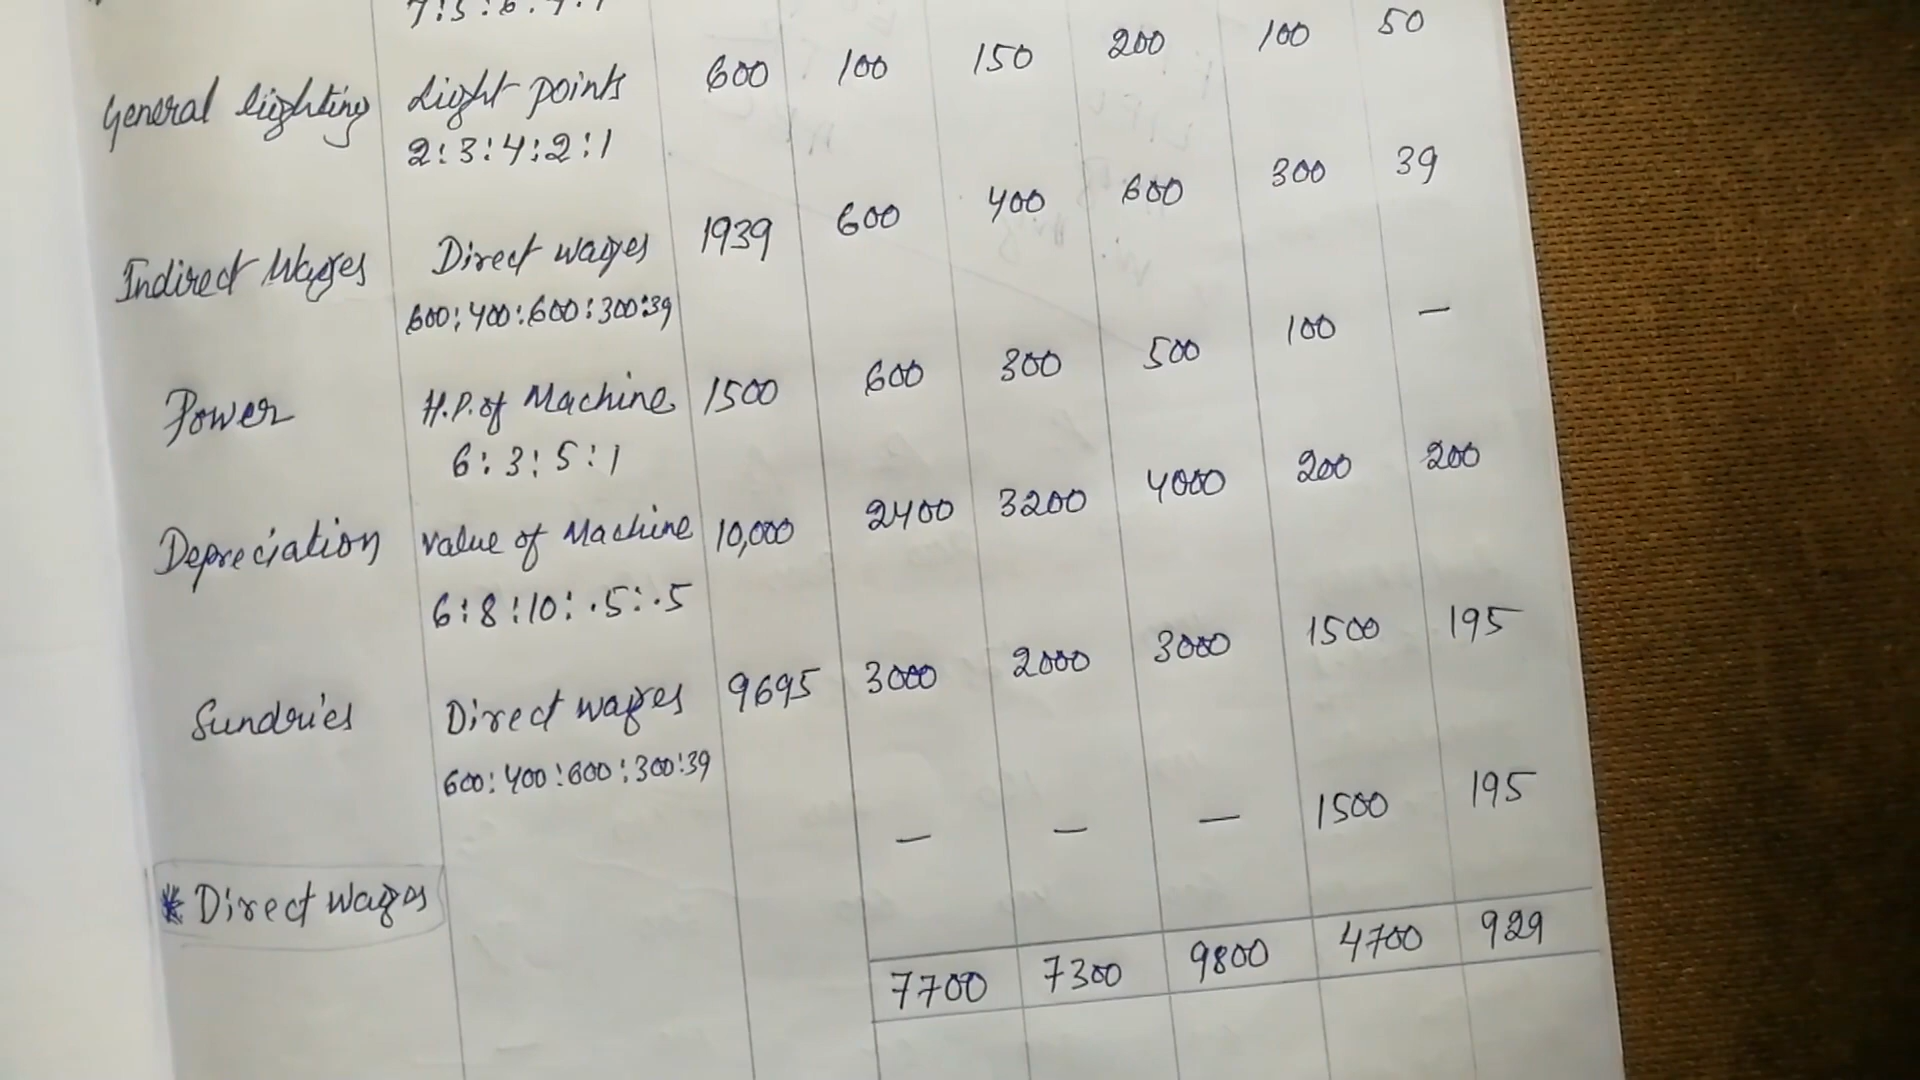 General lighting Light points 600 100 150 200 100 50
2:3:4:2:1
Indirect Wages Direct wages 1939 600 400 600 300 39
600:400:600:300:39
Power H.P. of Machine 1500 600 300 500 100 —
6:3:5:1
Depreciation Value of Machine 10,000 2400 3200 4000 200 200
6:8:10:.5:.5
Sundries Direct wages 9695 3000 2000 3000 1500 195
600:400:600:300:39
* Direct wages — — — 1500 195
7700 7300 9800 4700 929